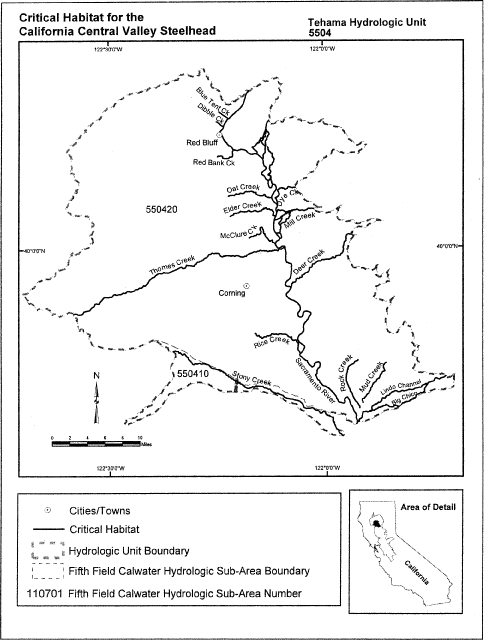 Critical Habitat for the
California Central Valley Steelhead
Tehama Hydrologic Unit
5504
122°30'0"W
122°0'0"W
Blue Tent Ck
Dibble Ck
Red Bluff
Red Bank Ck
Oat Creek
Dye Ck
550420
Elder Creek
Mill Creek
McClure Ck
40°0'0"N
40°0'0"N
Thomes Creek
Deer Creek
Corning
Rice Creek
Sacramento River
Rock Creek
Mud Creek
550410
Stony Creek
Lindo Channel
Big Chico
N
0 2 4 6 8 10
Miles
122°30'0"W
122°0'0"W
Cities/Towns
Critical Habitat
Hydrologic Unit Boundary
Fifth Field Calwater Hydrologic Sub-Area Boundary
110701 Fifth Field Calwater Hydrologic Sub-Area Number
Area of Detail
California